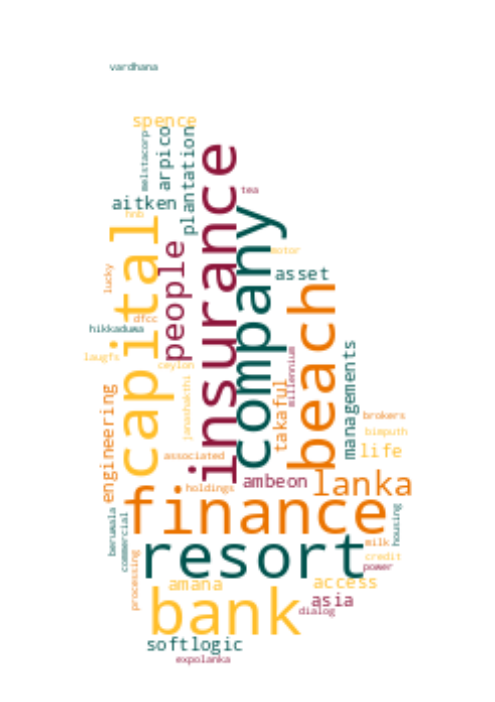 vardhana
spence
melstacorp
arpico
plantation
insurance
tea
aitken
hnb
capital
people
company
motor
asset
lucky
beach
dfcc
hikkaduwa
laugfs
ceylon
janashakthi
millennium
takaful
managements
engineering
brokers
bimputh
life
associated
ambeon
lanka
holdings
finance
beruwala
commercial
housing
resort
milk
credit
power
processing
amana
access
bank
asia
dialog
softlogic
expolanka